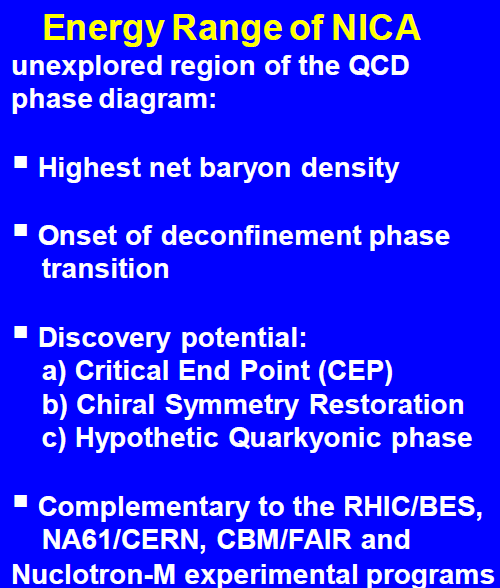 Energy Range of NICA
unexplored region of the QCD
phase diagram:
▪ Highest net baryon density
▪ Onset of deconfinement phase
transition
▪ Discovery potential:
a) Critical End Point (CEP)
b) Chiral Symmetry Restoration
c) Hypothetic Quarkyonic phase
▪ Complementary to the RHIC/BES,
NA61/CERN, CBM/FAIR and
Nuclotron-M experimental programs